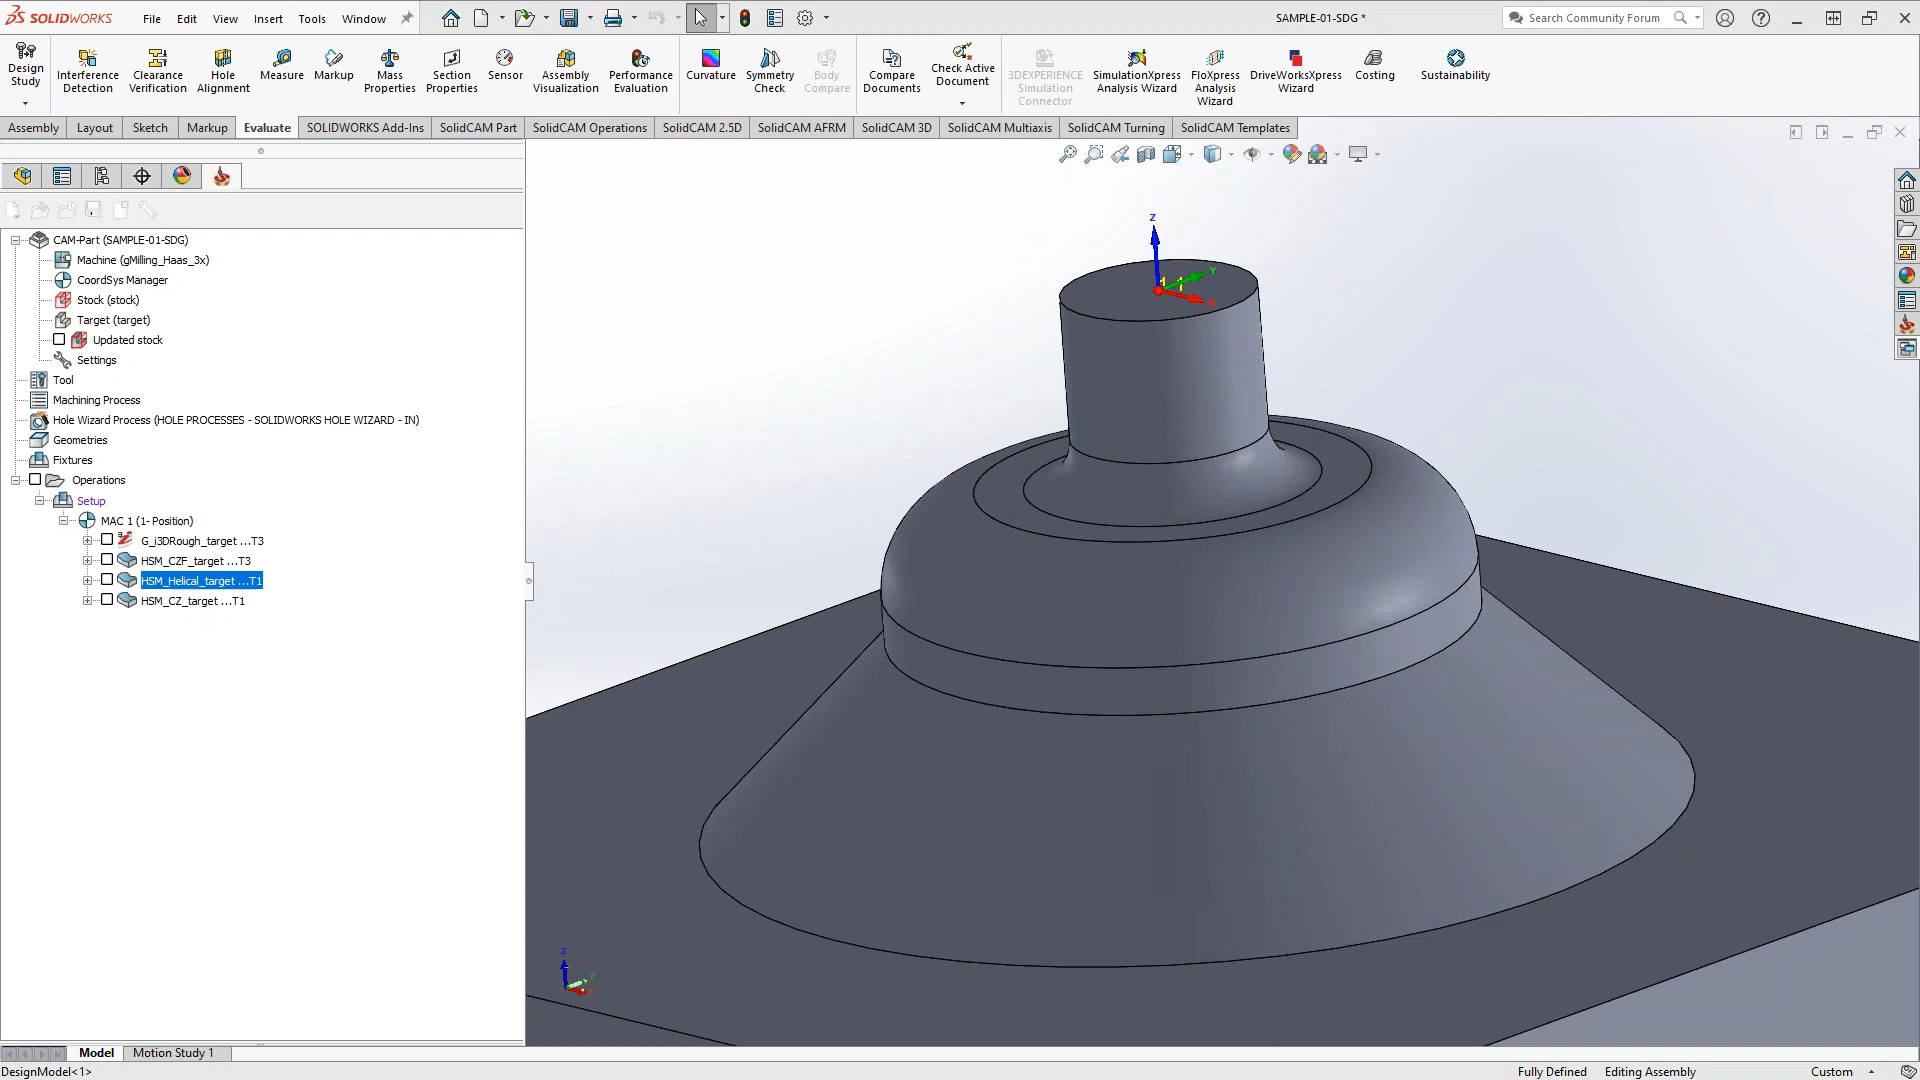 SOLIDWORKS File Edit View Insert Tools Window SAMPLE-01-SDG * Search Community Forum
Design Study
Interference Detection
Clearance Verification
Hole Alignment
Measure
Markup
Mass Properties
Section Properties
Sensor
Assembly Visualization
Performance Evaluation
Curvature
Symmetry Check
Body Compare
Compare Documents
Check Active Document
3DEXPERIENCE Simulation Connector
SimulationXpress Analysis Wizard
FloXpress Analysis Wizard
DriveWorksXpress Wizard
Costing
Sustainability
Assembly Layout Sketch Markup Evaluate SOLIDWORKS Add-Ins SolidCAM Part SolidCAM Operations SolidCAM 2.5D SolidCAM AFRM SolidCAM 3D SolidCAM Multiaxis SolidCAM Turning SolidCAM Templates
CAM-Part (SAMPLE-01-SDG)
Machine (gMilling_Haas_3x)
CoordSys Manager
Stock (stock)
Target (target)
Updated stock
Settings
Tool
Machining Process
Hole Wizard Process (HOLE PROCESSES - SOLIDWORKS HOLE WIZARD - IN)
Geometries
Fixtures
Operations
Setup
MAC 1 (1- Position)
G_i3DRough_target ...T3
HSM_CZF_target ...T3
HSM_Helical_target ...T1
HSM_CZ_target ...T1
Z
Y
X
Z
Y
Model Motion Study 1
DesignModel<1> Fully Defined Editing Assembly Custom